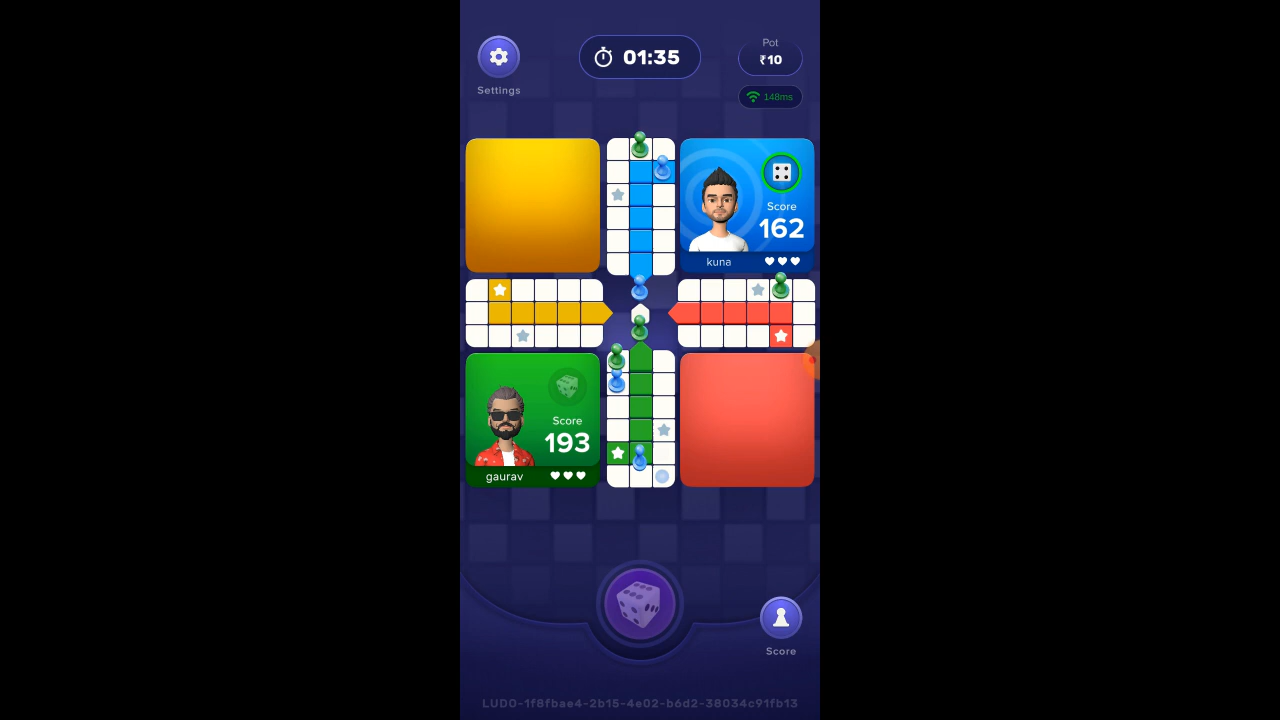 Settings
01:35
Pot
₹10
148ms
Score
162
kuna
Score
193
gaurav
Score
LUDO-1f8fbae4-2b15-4e02-b6d2-38034c91fb13